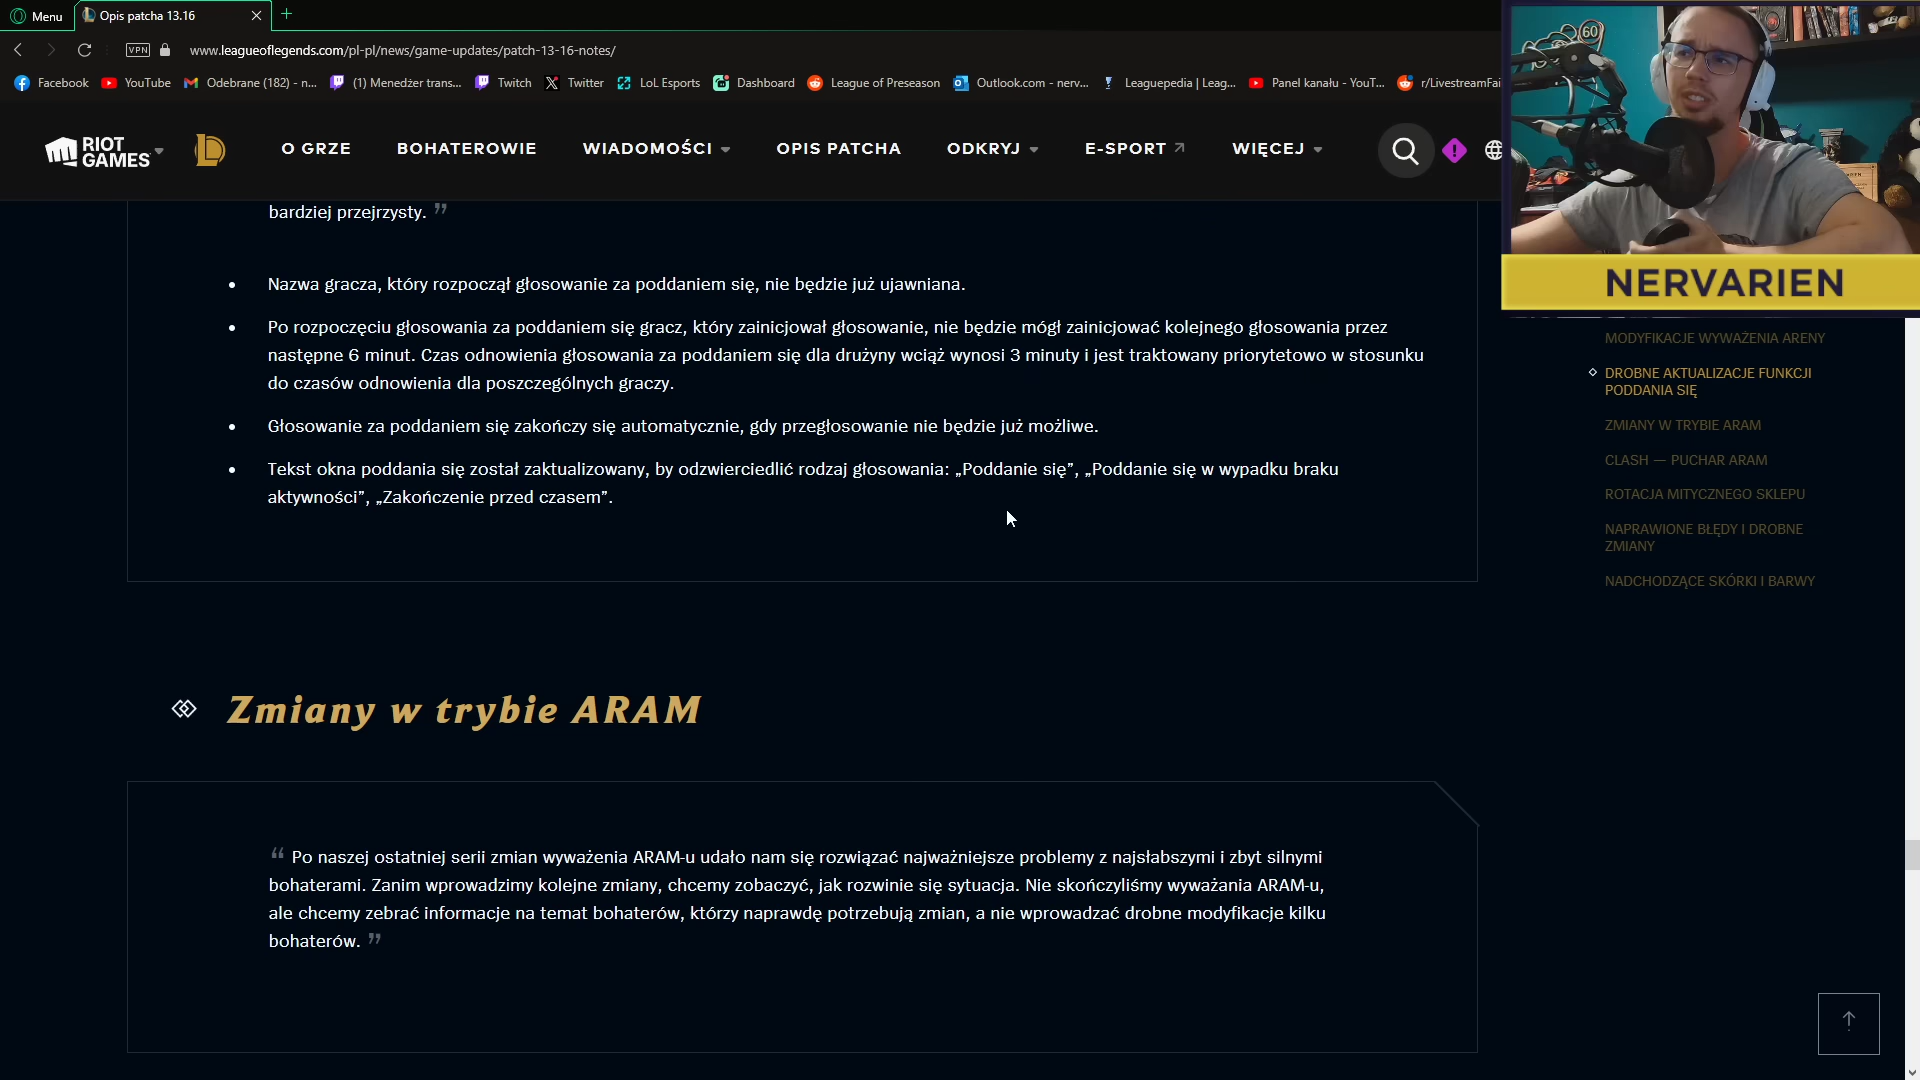 Menu
Opis patcha 13.16
VPN
www.leagueoflegends.com/pl-pl/news/game-updates/patch-13-16-notes/
Facebook
YouTube
Odebrane (182) - n...
(1) Menedżer trans...
Twitch
Twitter
LoL Esports
Dashboard
League of Preseason
Outlook.com - nerv...
Leaguepedia | Leag...
Panel kanału - YouT...
r/LivestreamFai
RIOT
GAMES
O GRZE
BOHATEROWIE
WIADOMOŚCI
OPIS PATCHA
ODKRYJ
E-SPORT
WIĘCEJ
60
NERVARIEN
bardziej przejrzysty. ”
• Nazwa gracza, który rozpoczął głosowanie za poddaniem się, nie będzie już ujawniana.
• Po rozpoczęciu głosowania za poddaniem się gracz, który zainicjował głosowanie, nie będzie mógł zainicjować kolejnego głosowania przez
następne 6 minut. Czas odnowienia głosowania za poddaniem się dla drużyny wciąż wynosi 3 minuty i jest traktowany priorytetowo w stosunku
do czasów odnowienia dla poszczególnych graczy.
• Głosowanie za poddaniem się zakończy się automatycznie, gdy przegłosowanie nie będzie już możliwe.
• Tekst okna poddania się został zaktualizowany, by odzwierciedlić rodzaj głosowania: „Poddanie się”, „Poddanie się w wypadku braku
aktywności”, „Zakończenie przed czasem”.
MODYFIKACJE WYWAŻENIA ARENY
DROBNE AKTUALIZACJE FUNKCJI
PODDANIA SIĘ
ZMIANY W TRYBIE ARAM
CLASH — PUCHAR ARAM
ROTACJA MITYCZNEGO SKLEPU
NAPRAWIONE BŁĘDY I DROBNE
ZMIANY
NADCHODZĄCE SKÓRKI I BARWY
Zmiany w trybie ARAM
“ Po naszej ostatniej serii zmian wyważenia ARAM-u udało nam się rozwiązać najważniejsze problemy z najsłabszymi i zbyt silnymi
bohaterami. Zanim wprowadzimy kolejne zmiany, chcemy zobaczyć, jak rozwinie się sytuacja. Nie skończyliśmy wyważania ARAM-u,
ale chcemy zebrać informacje na temat bohaterów, którzy naprawdę potrzebują zmian, a nie wprowadzać drobne modyfikacje kilku
bohaterów. ”